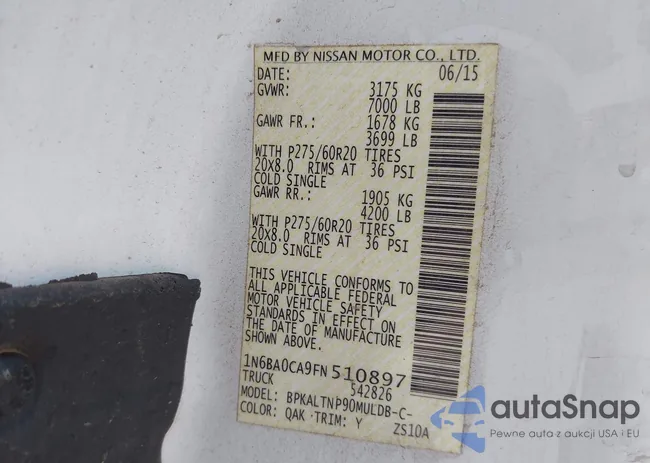 MFD BY NISSAN MOTOR CO., LTD.
DATE: 06/15
GVWR: 3175 KG
7000 LB
GAWR FR.: 1678 KG
3699 LB
WITH P275/60R20 TIRES
20X8.0 RIMS AT 36 PSI
COLD SINGLE
GAWR RR.: 1905 KG
4200 LB
WITH P275/60R20 TIRES
20X8.0 RIMS AT 36 PSI
COLD SINGLE
THIS VEHICLE CONFORMS TO
ALL APPLICABLE FEDERAL
MOTOR VEHICLE SAFETY
STANDARDS IN EFFECT ON
THE DATE OF MANUFACTURE
SHOWN ABOVE.
1N6BA0CA9FN510897
TRUCK 542826
MODEL: BPKALTNP90MULDB-C-
COLOR: QAK TRIM: Y ZS10A
autoSnap
Pewne auta z aukcji USA i EU